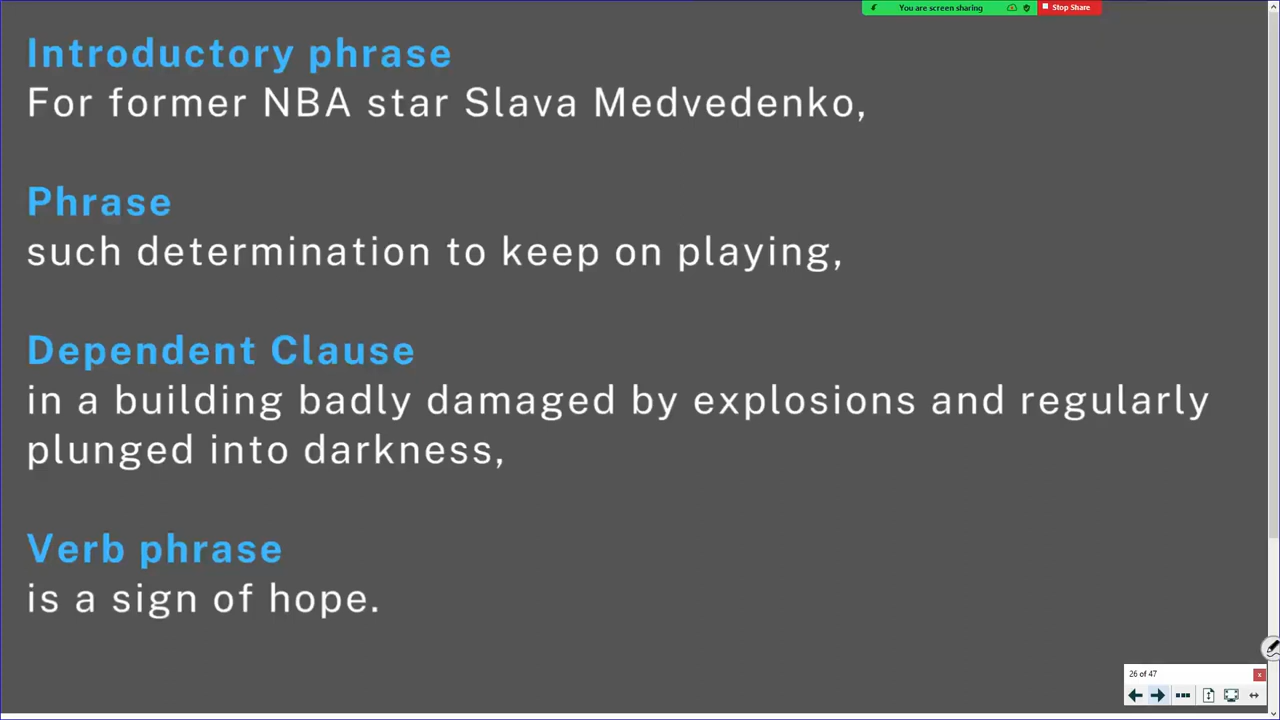 You are screen sharing Stop Share
Introductory phrase
For former NBA star Slava Medvedenko,
Phrase
such determination to keep on playing,
Dependent Clause
in a building badly damaged by explosions and regularly
plunged into darkness,
Verb phrase
is a sign of hope.
26 of 47